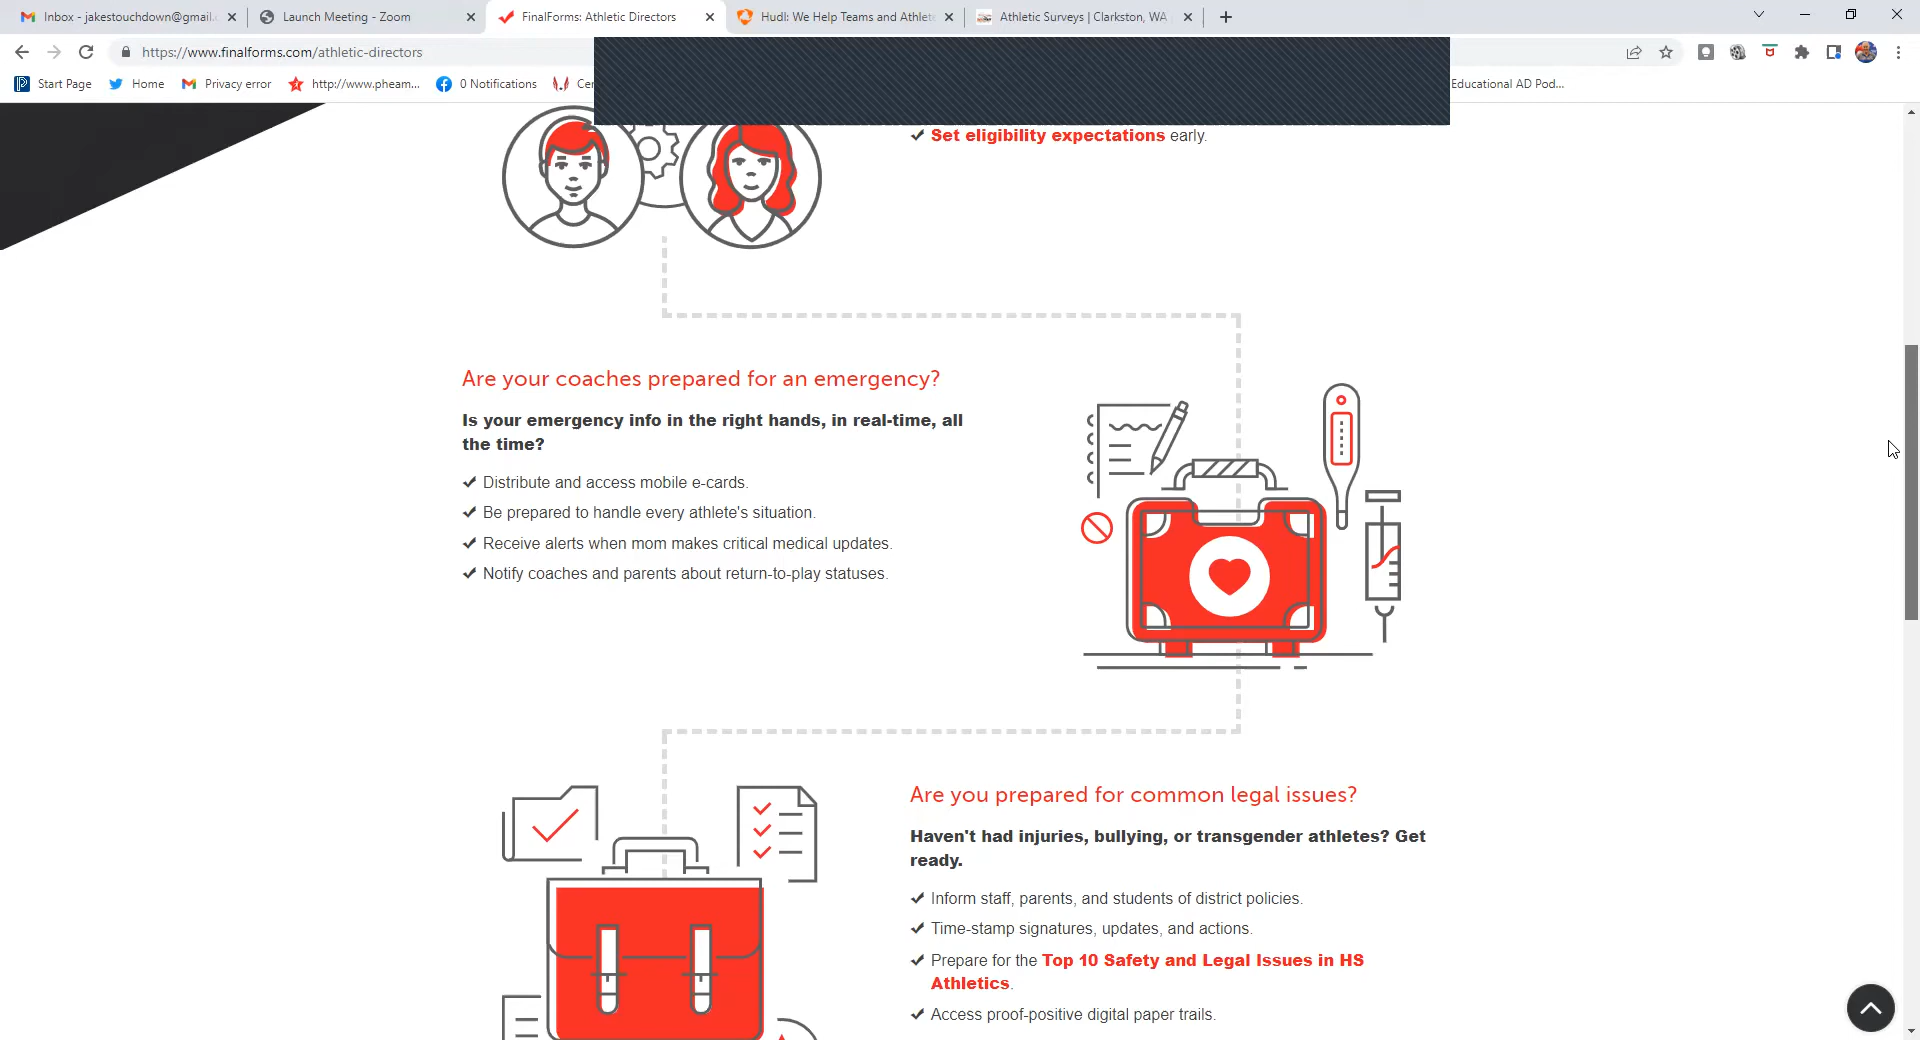 Inbox - jakestouchdown@gmail.
Launch Meeting - Zoom
FinalForms: Athletic Directors
Hudl: We Help Teams and Athlet
Athletic Surveys | Clarkston, WA
https://www.finalforms.com/athletic-directors
Start Page
Home
Privacy error
http://www.pheam...
0 Notifications
Cer
Educational AD Pod...
Set eligibility expectations early.
Are your coaches prepared for an emergency?
Is your emergency info in the right hands, in real-time, all
the time?
Distribute and access mobile e-cards.
Be prepared to handle every athlete's situation.
Receive alerts when mom makes critical medical updates.
Notify coaches and parents about return-to-play statuses.
Are you prepared for common legal issues?
Haven't had injuries, bullying, or transgender athletes? Get
ready.
Inform staff, parents, and students of district policies.
Time-stamp signatures, updates, and actions.
Prepare for the Top 10 Safety and Legal Issues in HS
Athletics.
Access proof-positive digital paper trails.